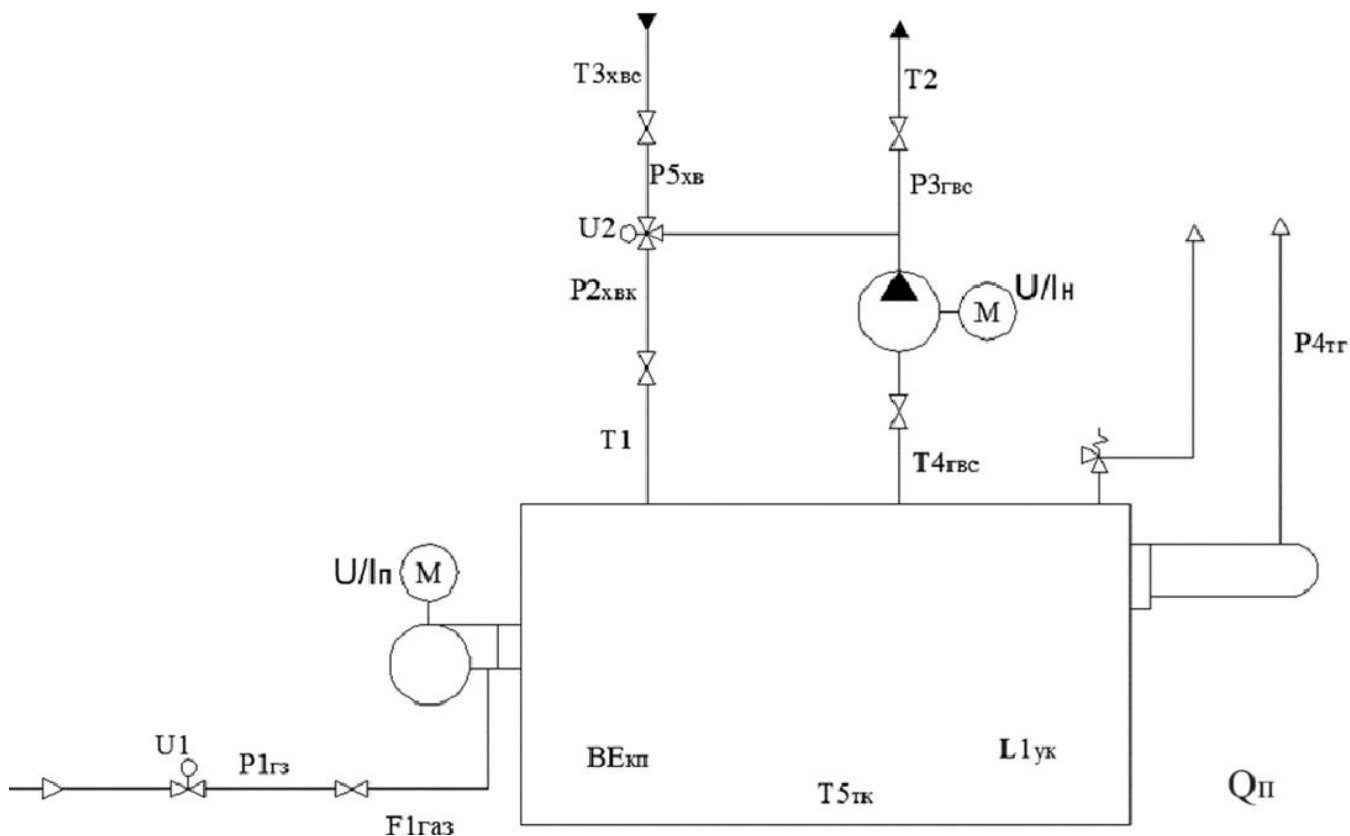 T3хвс
T2
P5хв
P3гвс
U2
P2хвк
U/Iн
M
P4тг
T1
T4гвс
U/Iп
M
U1
P1гз
BEкп
L1ук
T5тк
Qп
F1газ